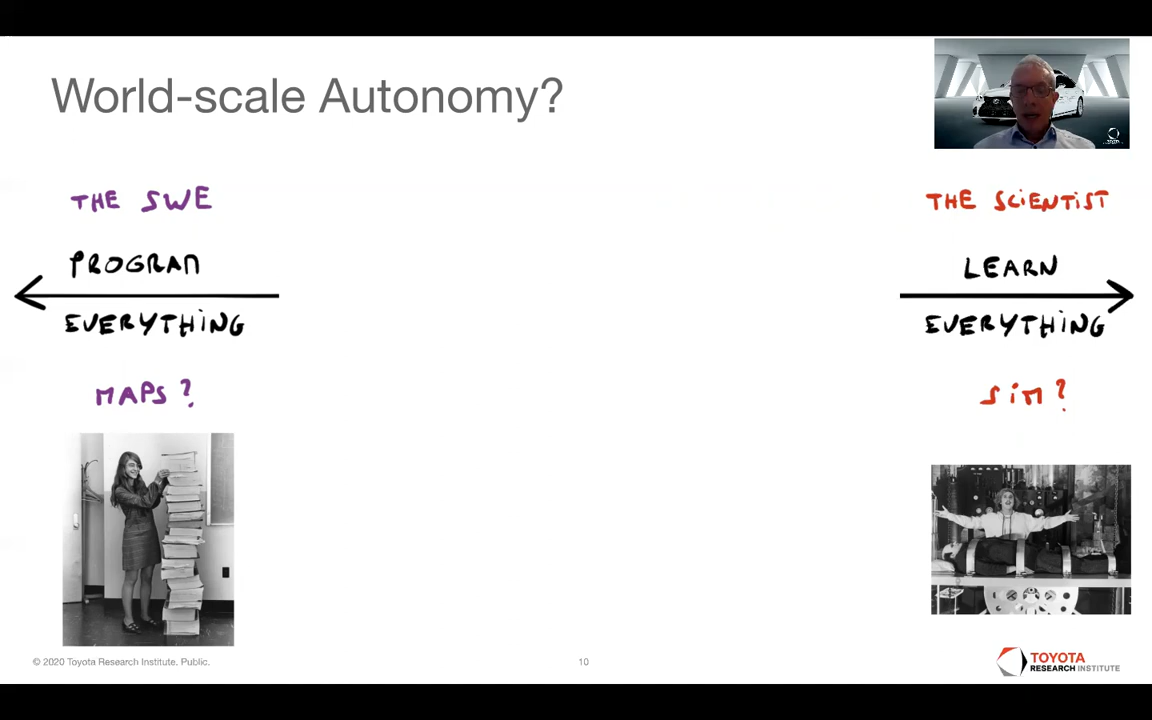 World-scale Autonomy?
THE SWE
PROGRAM
EVERYTHING
MAPS?
THE SCIENTIST
LEARN
EVERYTHING
SIM?
© 2020 Toyota Research Institute. Public.
10
TOYOTA
RESEARCH INSTITUTE